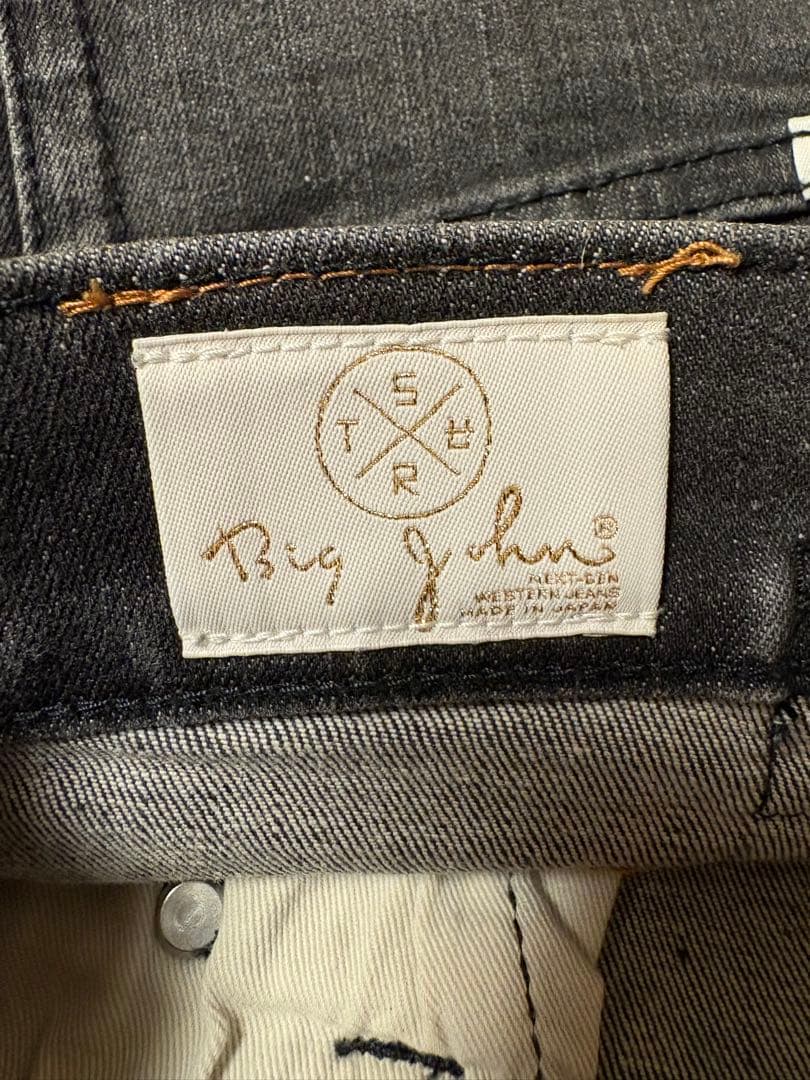 S
T
R
Big John®
NEXT-GEN
WESTERN JEANS
MADE IN JAPAN